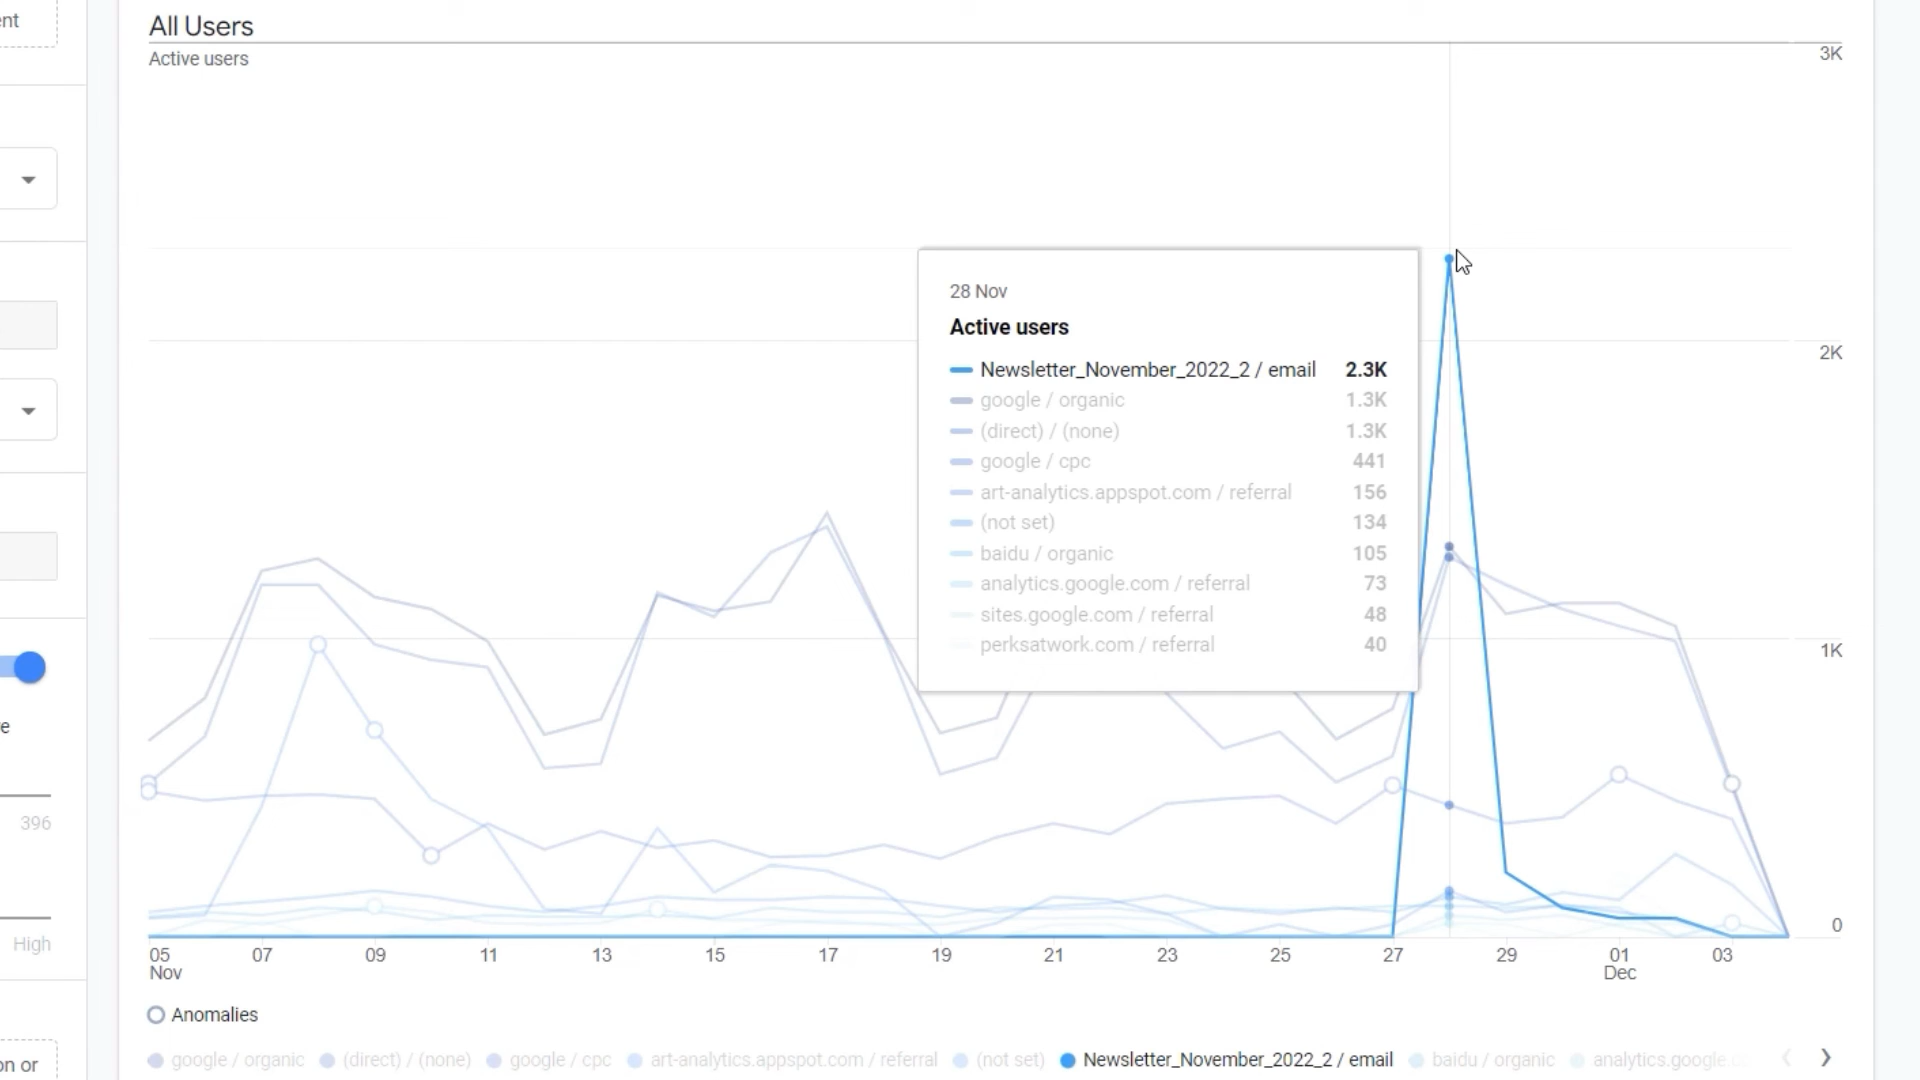 ent
All Users
Active users
3K
28 Nov
Active users
Newsletter_November_2022_2 / email 2.3K
google / organic 1.3K
(direct) / (none) 1.3K
google / cpc 441
art-analytics.appspot.com / referral 156
(not set) 134
baidu / organic 105
analytics.google.com / referral 73
sites.google.com / referral 48
perksatwork.com / referral 40
2K
1K
0
e
396
High
05 07 09 11 13 15 17 19 21 23 25 27 29 01 03
Nov Dec
Anomalies
on or
google / organic (direct) / (none) google / cpc art-analytics.appspot.com / referral (not set) Newsletter_November_2022_2 / email baidu / organic analytics.google.c